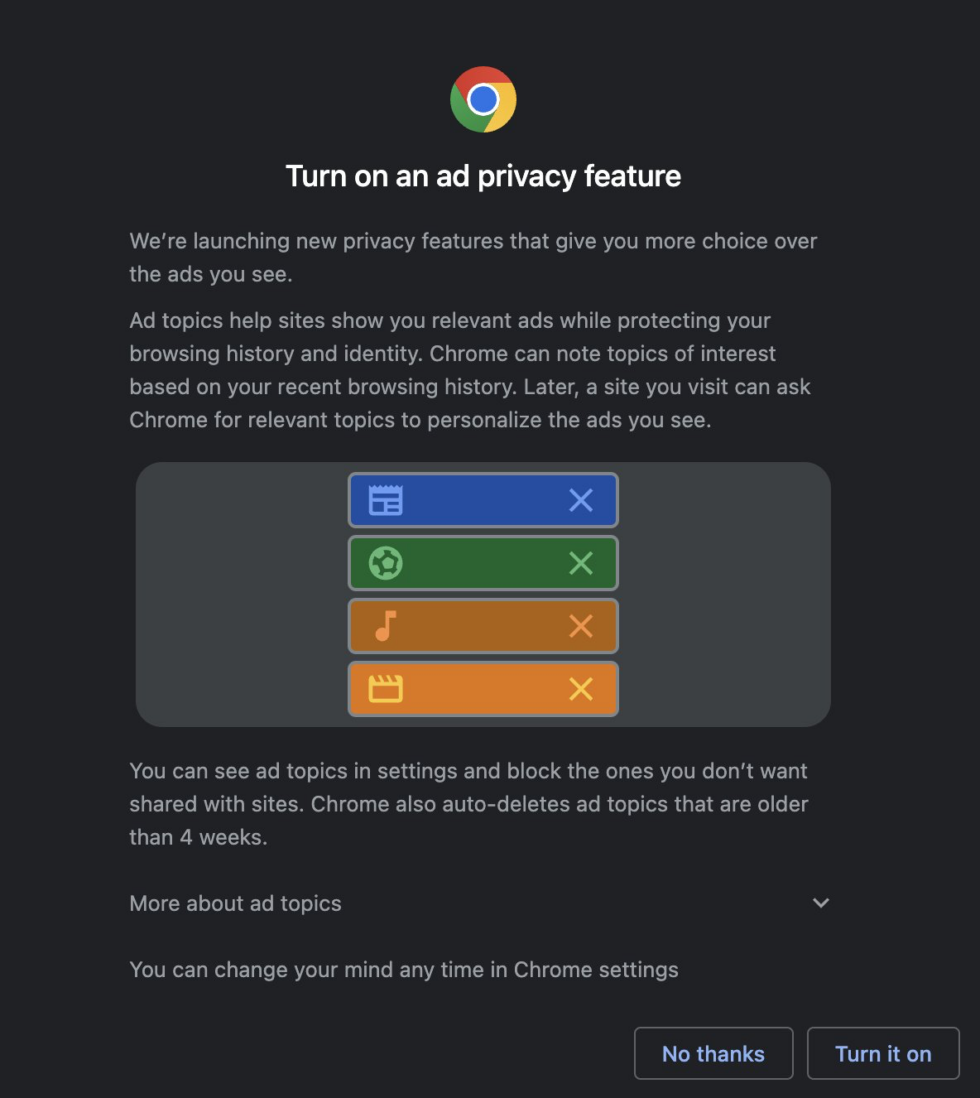 Turn on an ad privacy feature
We’re launching new privacy features that give you more choice over
the ads you see.
Ad topics help sites show you relevant ads while protecting your
browsing history and identity. Chrome can note topics of interest
based on your recent browsing history. Later, a site you visit can ask
Chrome for relevant topics to personalize the ads you see.
You can see ad topics in settings and block the ones you don’t want
shared with sites. Chrome also auto-deletes ad topics that are older
than 4 weeks.
More about ad topics
You can change your mind any time in Chrome settings
No thanks
Turn it on